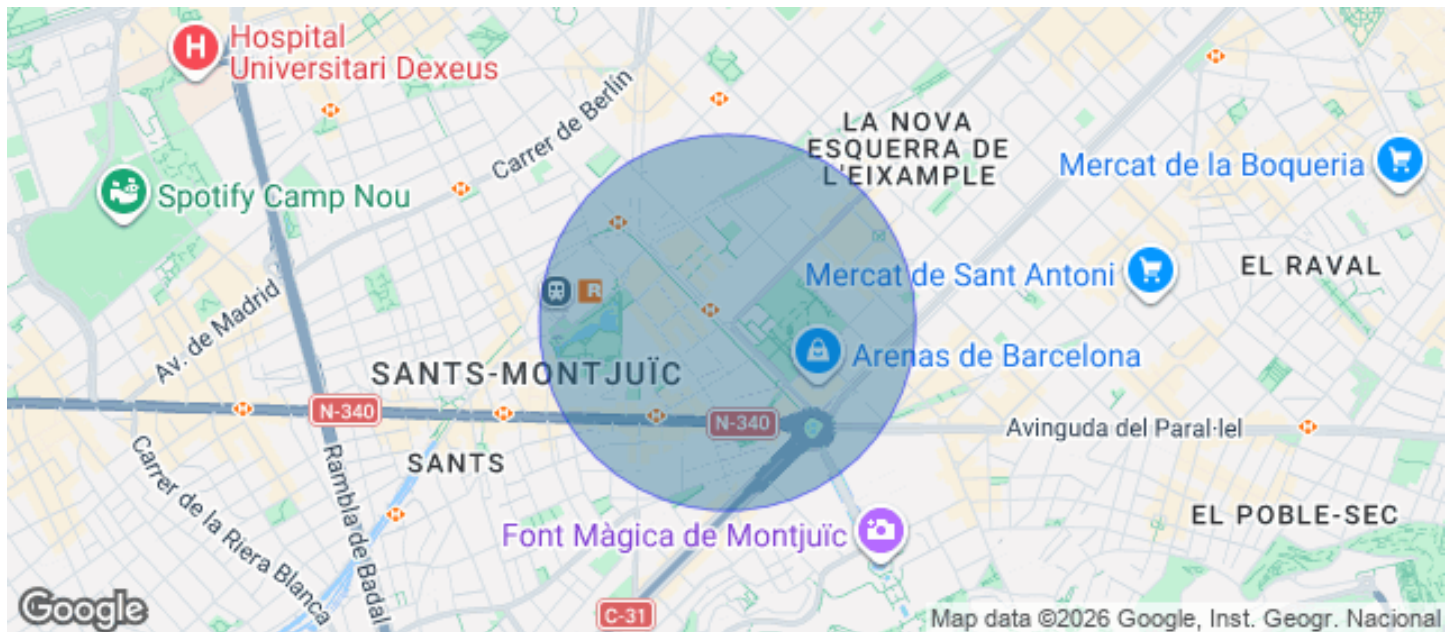 H
Hospital
Universitari Dexeus
Carrer de Berlín
LA NOVA
ESQUERRA DE
L'EIXAMPLE
Mercat de la Boqueria
Spotify Camp Nou
Mercat de Sant Antoni
EL RAVAL
R
Av. de Madrid
Arenas de Barcelona
SANTS-MONTJUÏC
N-340
N-340
Avinguda del Paral·lel
SANTS
Carrer de la Riera Blanca
Rambla de Badal
EL POBLE-SEC
Font Màgica de Montjuïc
C-31
Google
Map data ©2026 Google, Inst. Geogr. Nacional